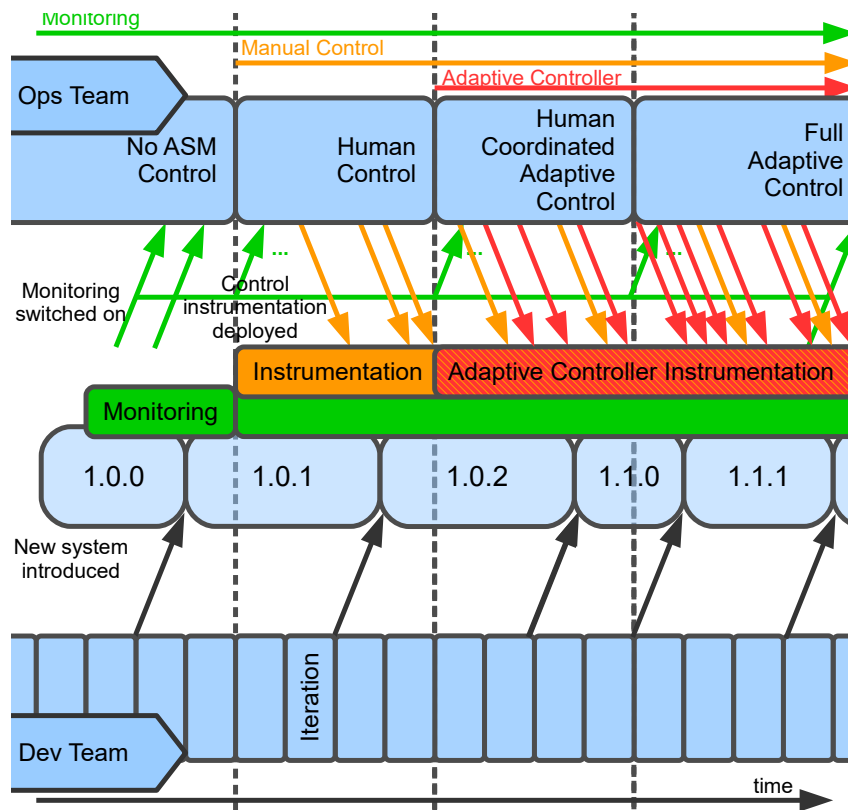 Monitoring
Manual Control
Adaptive Controller
Ops Team
No ASM
Control
Human
Control
Human
Coordinated
Adaptive
Control
Full
Adaptive
Control
...
...
...
Monitoring
switched on
Control
instrumentation
deployed
Instrumentation
Adaptive Controller Instrumentation
Monitoring
1.0.0
1.0.1
1.0.2
1.1.0
1.1.1
New system
introduced
Iteration
Dev Team
time